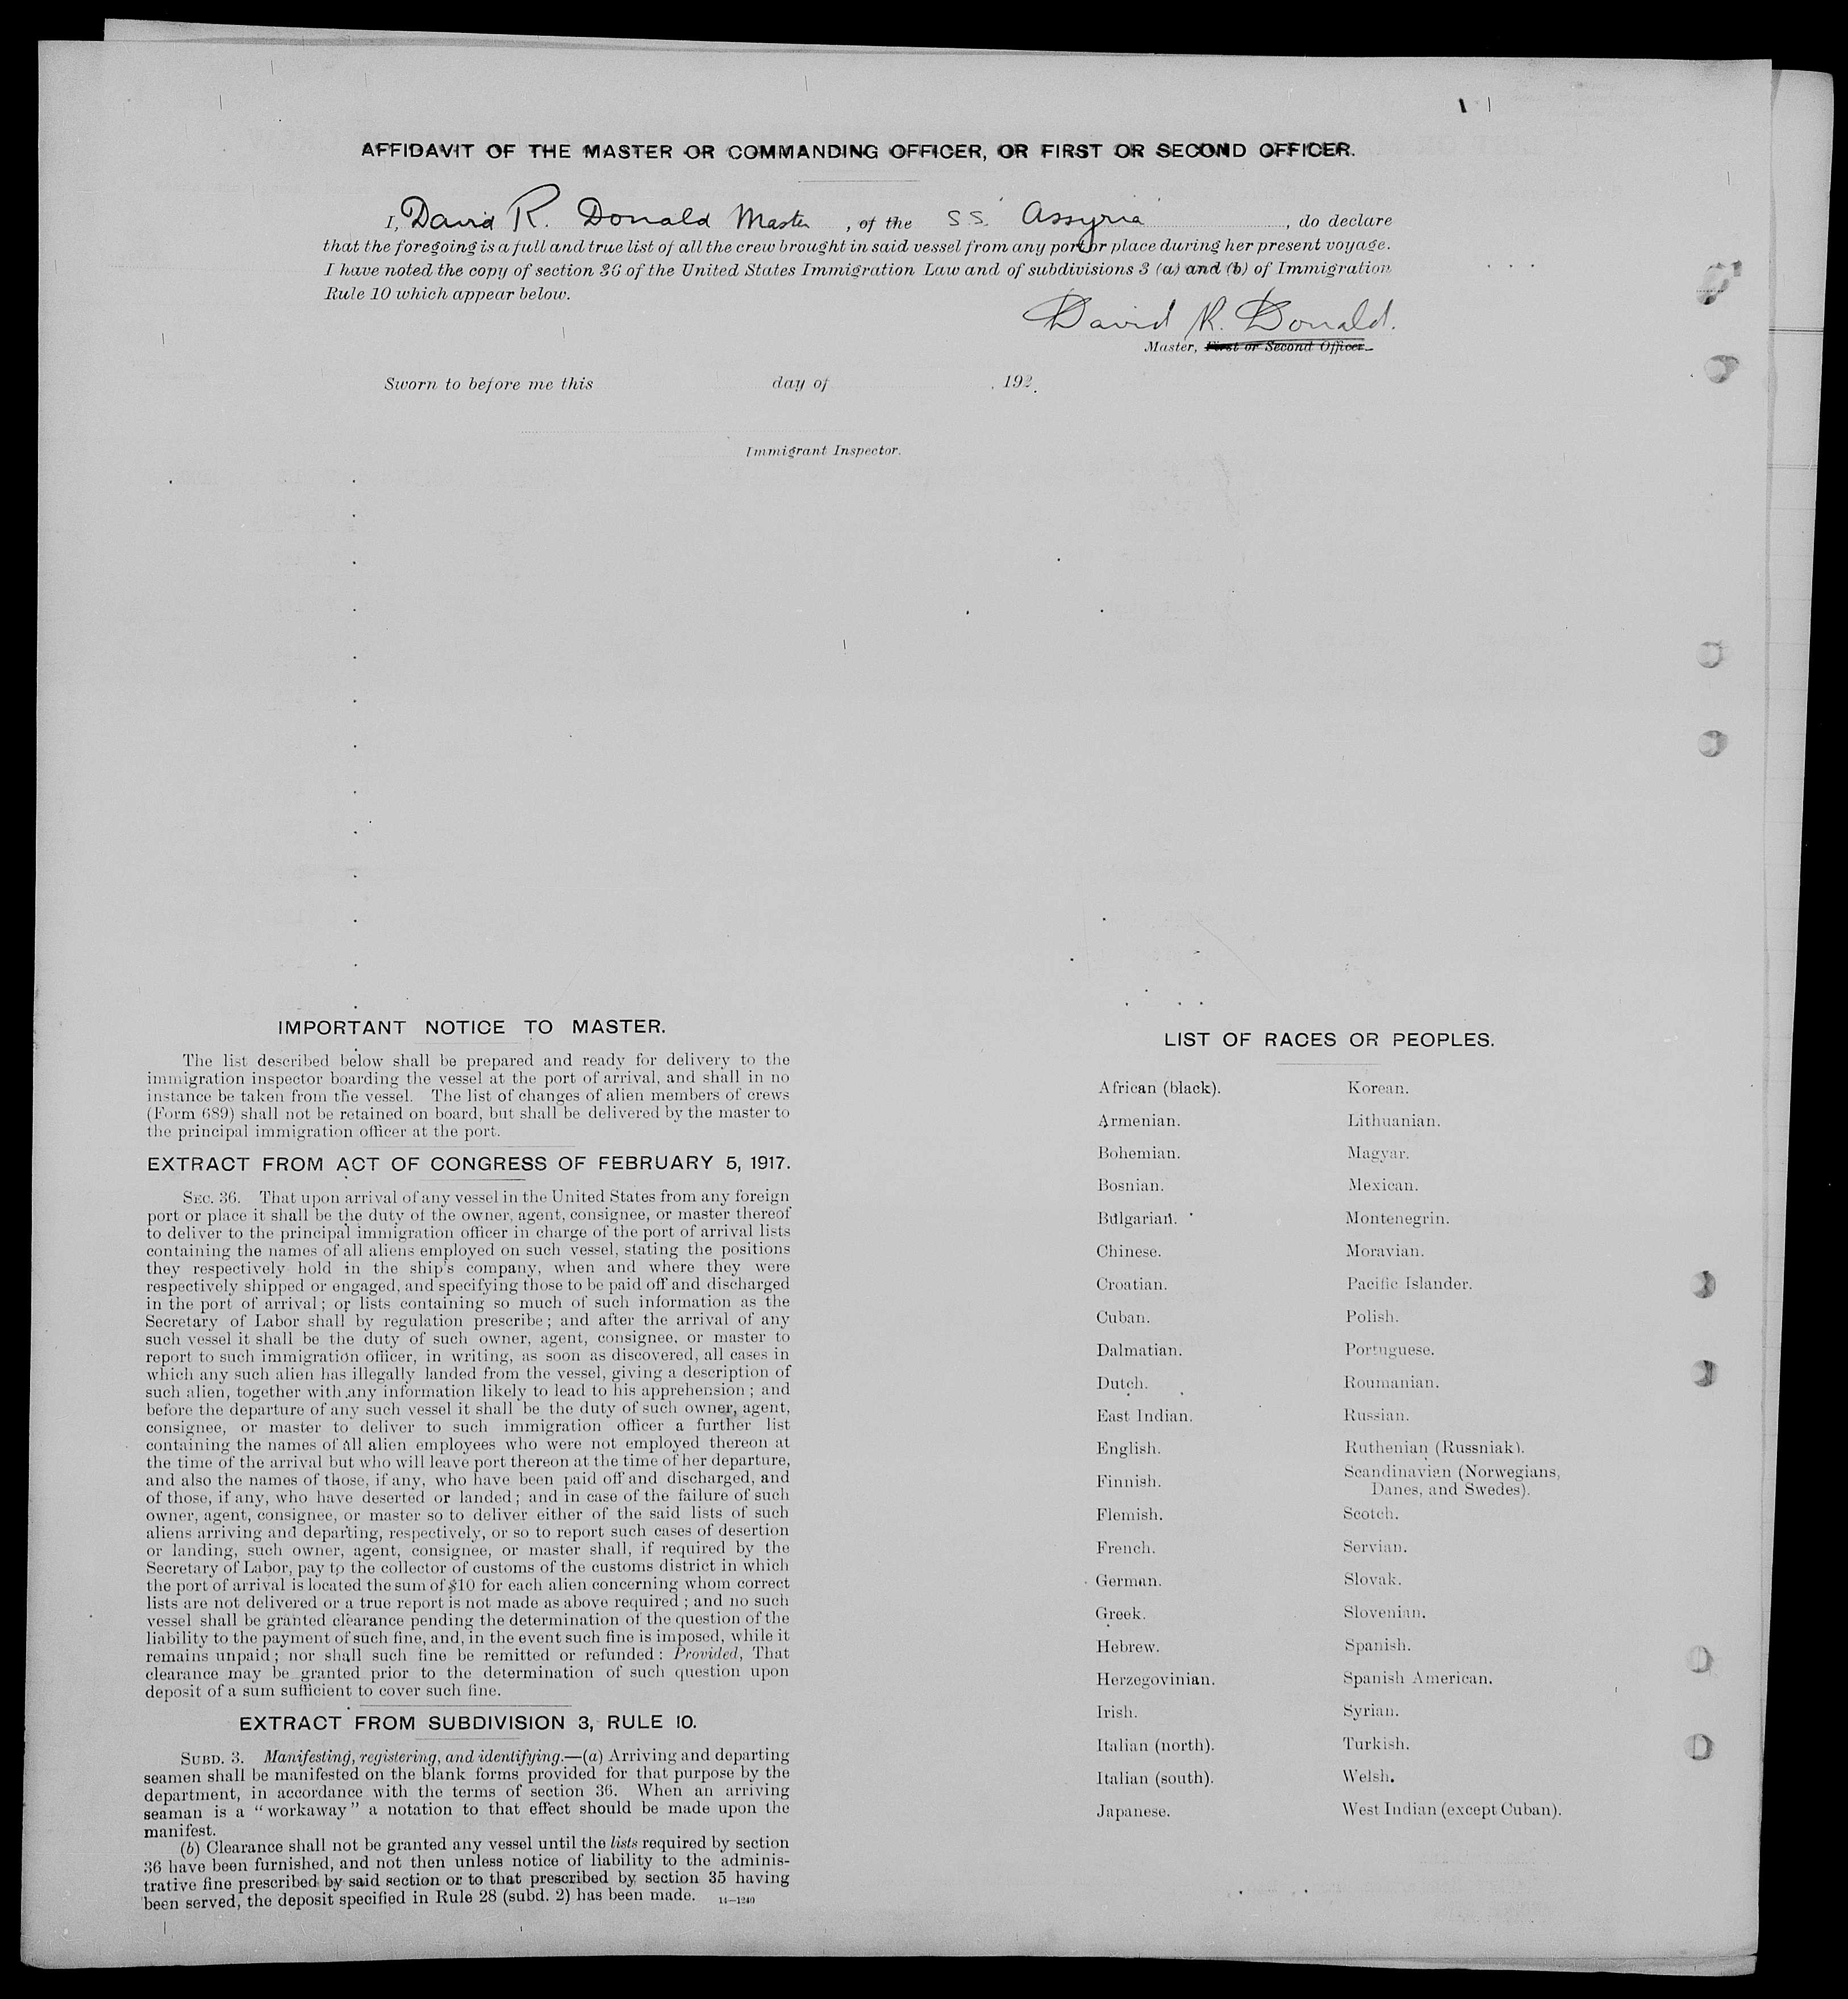 AFFIDAVIT OF THE MASTER OR COMMANDING OFFICER, OR FIRST OR SECOND OFFICER.
I, David R. Donald Master, of the S.S. Assyria, do declare
that the foregoing is a full and true list of all the crew brought in said vessel from any port or place during her present voyage.
I have noted the copy of section 36 of the United States Immigration Law and of subdivisions 3 (a) and (b) of Immigration
Rule 10 which appear below.
David R. Donald.
Master, First or Second Officer.
Sworn to before me this day of , 192 .
Immigrant Inspector.
IMPORTANT NOTICE TO MASTER.
The list described below shall be prepared and ready for delivery to the
immigration inspector boarding the vessel at the port of arrival, and shall in no
instance be taken from the vessel. The list of changes of alien members of crews
(Form 689) shall not be retained on board, but shall be delivered by the master to
the principal immigration officer at the port.
EXTRACT FROM ACT OF CONGRESS OF FEBRUARY 5, 1917.
SEC. 36. That upon arrival of any vessel in the United States from any foreign
port or place it shall be the duty of the owner, agent, consignee, or master thereof
to deliver to the principal immigration officer in charge of the port of arrival lists
containing the names of all aliens employed on such vessel, stating the positions
they respectively hold in the ship's company, when and where they were
respectively shipped or engaged, and specifying those to be paid off and discharged
in the port of arrival; or lists containing so much of such information as the
Secretary of Labor shall by regulation prescribe; and after the arrival of any
such vessel it shall be the duty of such owner, agent, consignee, or master to
report to such immigration officer, in writing, as soon as discovered, all cases in
which any such alien has illegally landed from the vessel, giving a description of
such alien, together with any information likely to lead to his apprehension; and
before the departure of any such vessel it shall be the duty of such owner, agent,
consignee, or master to deliver to such immigration officer a further list
containing the names of all alien employees who were not employed thereon at
the time of the arrival but who will leave port thereon at the time of her departure,
and also the names of those, if any, who have been paid off and discharged, and
of those, if any, who have deserted or landed; and in case of the failure of such
owner, agent, consignee, or master so to deliver either of the said lists of such
aliens arriving and departing, respectively, or so to report such cases of desertion
or landing, such owner, agent, consignee, or master shall, if required by the
Secretary of Labor, pay to the collector of customs of the customs district in which
the port of arrival is located the sum of $10 for each alien concerning whom correct
lists are not delivered or a true report is not made as above required; and no such
vessel shall be granted clearance pending the determination of the question of the
liability to the payment of such fine, and, in the event such fine is imposed, while it
remains unpaid; nor shall such fine be remitted or refunded: Provided, That
clearance may be granted prior to the determination of such question upon
deposit of a sum sufficient to cover such fine.
EXTRACT FROM SUBDIVISION 3, RULE 10.
SUBD. 3. Manifesting, registering, and identifying.—(a) Arriving and departing
seamen shall be manifested on the blank forms provided for that purpose by the
department, in accordance with the terms of section 36. When an arriving
seaman is a "workaway" a notation to that effect should be made upon the
manifest.
(b) Clearance shall not be granted any vessel until the lists required by section
36 have been furnished, and not then unless notice of liability to the adminis-
trative fine prescribed by said section or to that prescribed by section 35 having
been served, the deposit specified in Rule 28 (subd. 2) has been made. 14—1240
LIST OF RACES OR PEOPLES.
African (black).
Armenian.
Bohemian.
Bosnian.
Bulgarian.
Chinese.
Croatian.
Cuban.
Dalmatian.
Dutch.
East Indian.
English.
Finnish.
Flemish.
French.
German.
Greek.
Hebrew.
Herzegovinian.
Irish.
Italian (north).
Italian (south).
Japanese.
Korean.
Lithuanian.
Magyar.
Mexican.
Montenegrin.
Moravian.
Pacific Islander.
Polish.
Portuguese.
Roumanian.
Russian.
Ruthenian (Russniak).
Scandinavian (Norwegians,
Danes, and Swedes).
Scotch.
Servian.
Slovak.
Slovenian.
Spanish.
Spanish American.
Syrian.
Turkish.
Welsh.
West Indian (except Cuban).